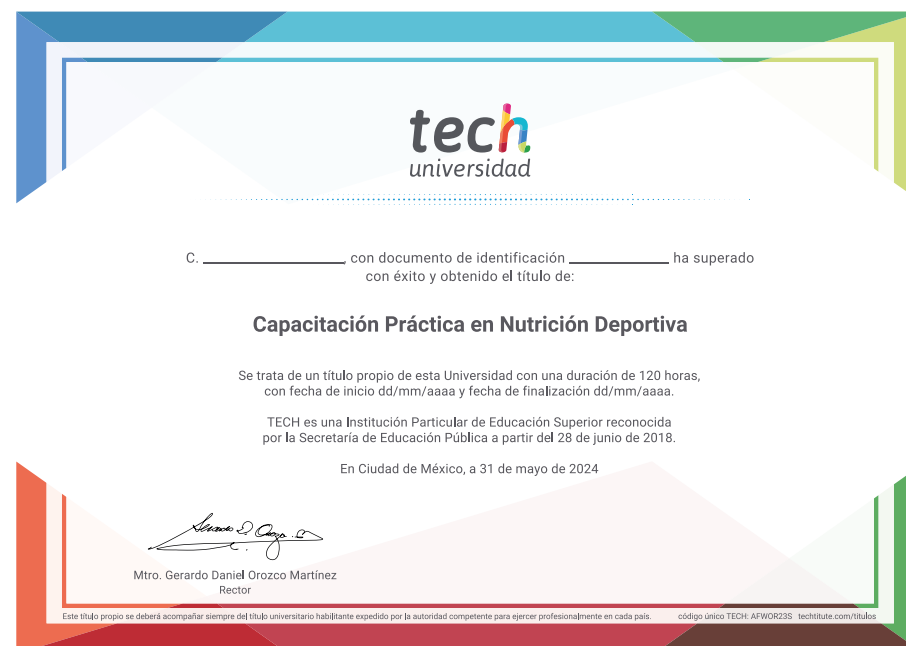 tech
universidad
C. ____________, con documento de identificación ____________ ha superado
con éxito y obtenido el título de:
Capacitación Práctica en Nutrición Deportiva
Se trata de un título propio de esta Universidad con una duración de 120 horas,
con fecha de inicio dd/mm/aaaa y fecha de finalización dd/mm/aaaa.
TECH es una Institución Particular de Educación Superior reconocida
por la Secretaría de Educación Pública a partir del 28 de junio de 2018.
En Ciudad de México, a 31 de mayo de 2024
Mtro. Gerardo Daniel Orozco Martínez
Rector
Este título propio se deberá acompañar siempre del título universitario habilitante expedido por la autoridad competente para ejercer profesionalmente en cada país. código único TECH: AFWOR23S techtitute.com/titulos